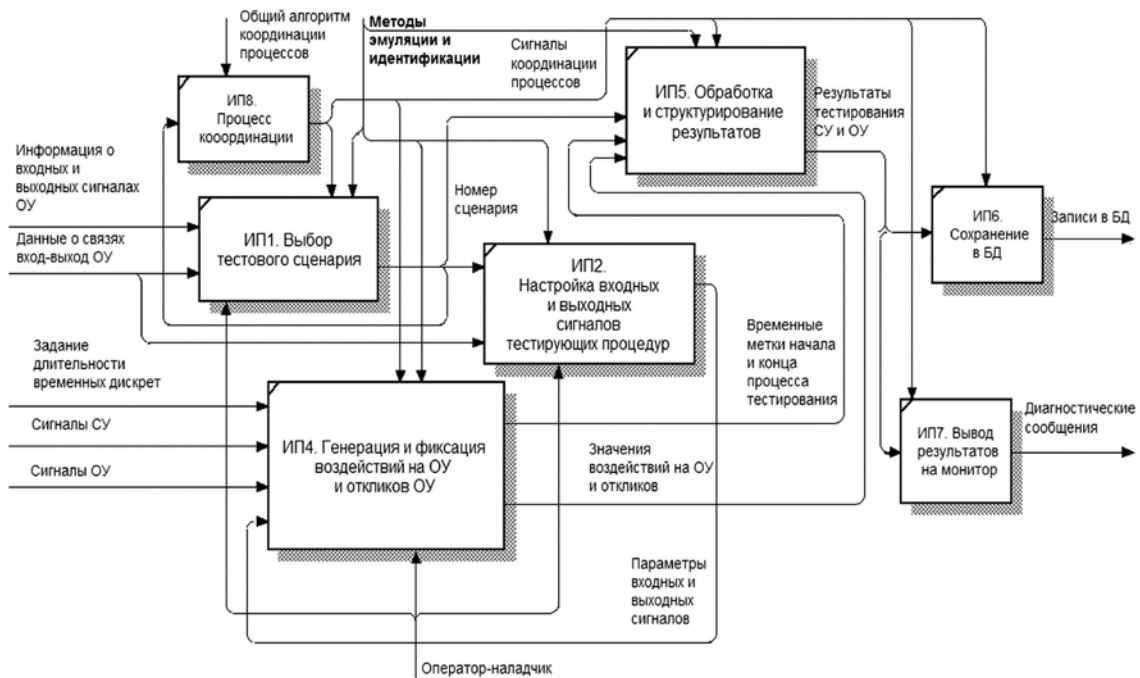 Общий алгоритм
координации
процессов
Методы
эмуляции и
идентификации
Сигналы
координации
процессов
ИП8.
Процесс
кооординации
ИП5. Обработка
и структурирование
результатов
Результаты
тестирования
СУ и ОУ
Информация о
входных и
выходных сигналах
ОУ
Данные о связях
вход-выход ОУ
ИП1. Выбор
тестового сценария
Номер
сценария
ИП2.
Настройка входных
и выходных
сигналов
тестирующих процедур
ИП6.
Сохранение
в БД
Записи в БД
Задание
длительности
временных дискрет
Сигналы СУ
Сигналы ОУ
ИП4. Генерация и фиксация
воздействий на ОУ
и откликов ОУ
Временные
метки начала
и конца
процесса
тестирования
Значения
воздействий на ОУ
и откликов
ИП7. Вывод
результатов
на монитор
Диагностические
сообщения
Параметры
входных и
выходных
сигналов
Оператор-наладчик